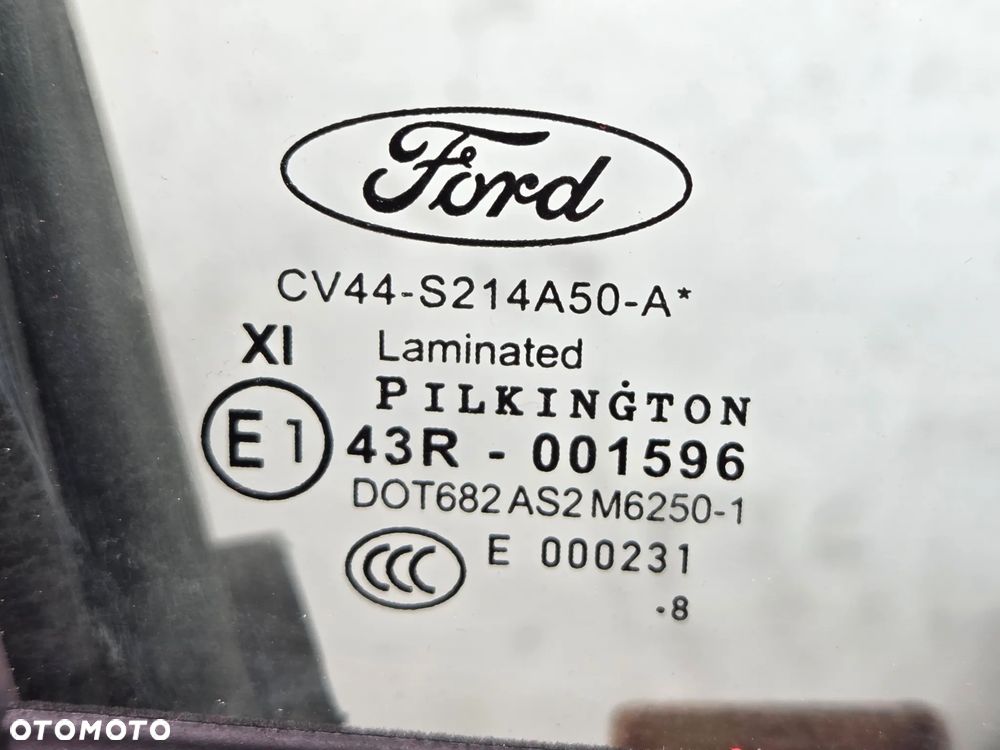 Ford
CV44-S214A50-A*
XI Laminated
PILKINGTON
E1 43R - 001596
DOT682 AS2 M6250-1
CCC E 000231
.8
OTOMOTO